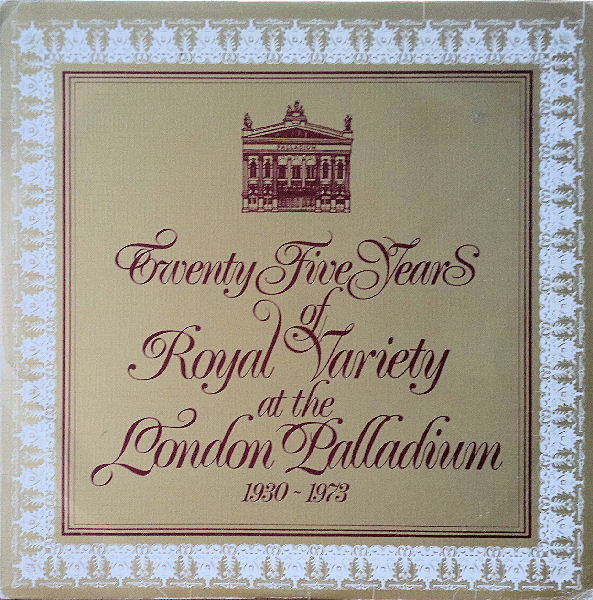 PALLADIUM
Twenty Five Years
of
Royal Variety
at the
London Palladium
1930 ~ 1973